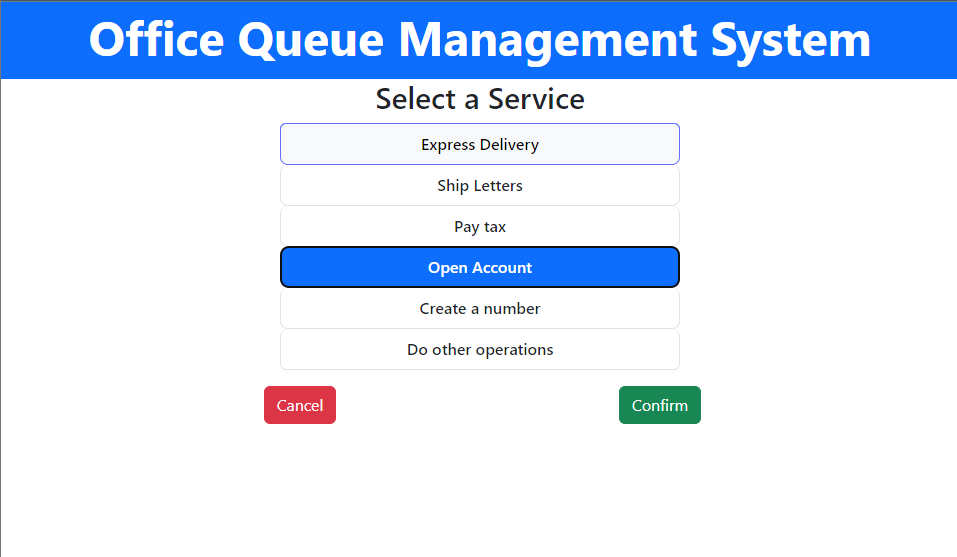 Office Queue Management System
Select a Service
Express Delivery
Ship Letters
Pay tax
Open Account
Create a number
Do other operations
Cancel
Confirm